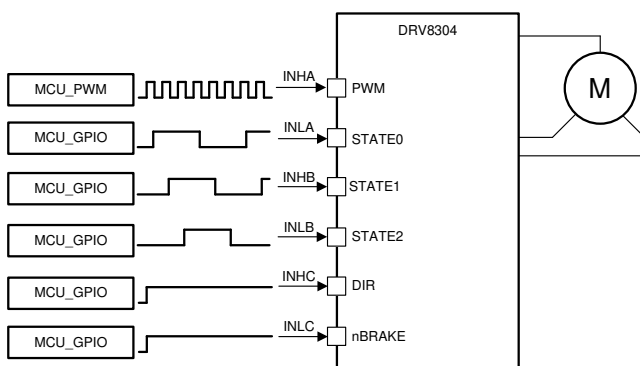 DRV8304
MCU_PWM INHA PWM
M
MCU_GPIO INLA STATE0
MCU_GPIO INHB STATE1
MCU_GPIO INLB STATE2
MCU_GPIO INHC DIR
MCU_GPIO INLC nBRAKE